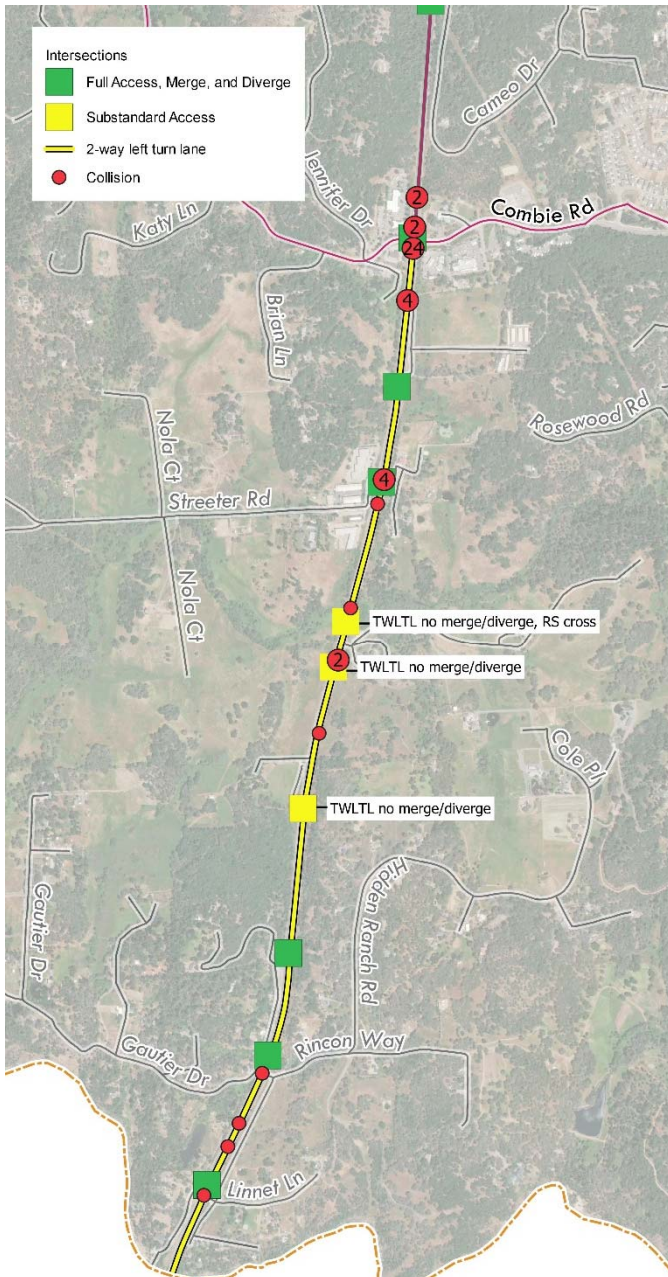 Intersections
Full Access, Merge, and Diverge
Substandard Access
2-way left turn lane
Collision
Cameo Dr
Jennifer Dr
2
Combie Rd
Katy Ln
2
24
Brian Ln
4
Rosewood Rd
Nola Ct
4
Streeter Rd
Nola Ct
TWLTL no merge/diverge, RS cross
2
TWLTL no merge/diverge
Cole Pl
TWLTL no merge/diverge
Hidden Ranch Rd
Gautier Dr
Rincon Way
Gautier Dr
Linnet Ln